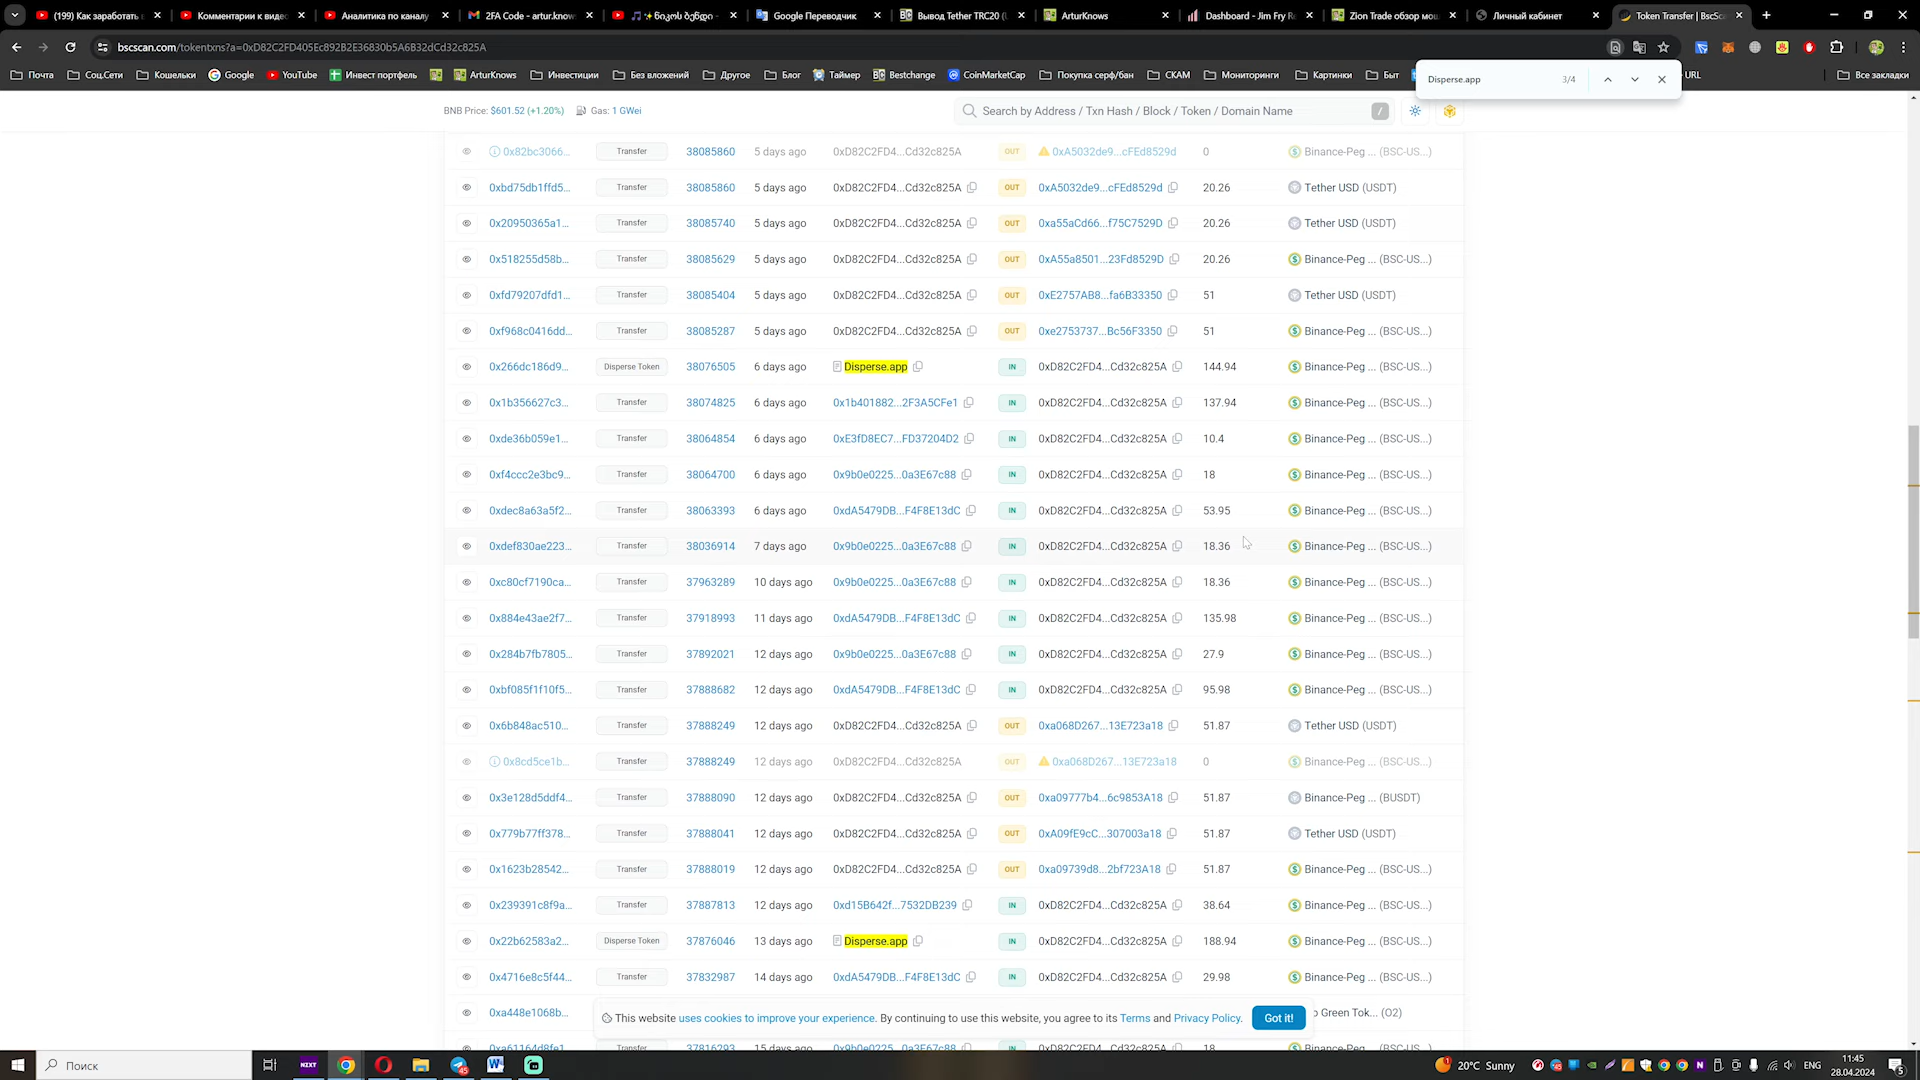 (199) Как заработать в
Комментарии к видео
Аналитика по каналу
2FA Code - artur.know
🎵✨ნიკოს ბენდი -
Google Переводчик
Вывод Tether TRC20 (U
ArturKnows
Dashboard - Jim Fry Re
Zion Trade обзор мош
Личный кабинет
Token Transfer | BscSca
bscscan.com/tokentxns?a=0xD82C2FD405Ec892B2E36830b5A6B32dCd32c825A
Почта Соц.Сети Кошельки Google YouTube Инвест портфель ArturKnows Инвестиции Без вложений Другое Блог Таймер Bestchange CoinMarketCap Покупка серф/бан СКАМ Мониторинги Картинки Быт URL Все закладки
Disperse.app 3/4
BNB Price: $601.52 (+1.20%) Gas: 1 GWei
Search by Address / Txn Hash / Block / Token / Domain Name /
0x82bc3066... Transfer 38085860 5 days ago 0xD82C2FD4...Cd32c825A OUT 0xA5032de9...cFEd8529d 0 Binance-Peg ... (BSC-US...)
0xbd75db1ffd5... Transfer 38085860 5 days ago 0xD82C2FD4...Cd32c825A OUT 0xA5032de9...cFEd8529d 20.26 Tether USD (USDT)
0x20950365a1... Transfer 38085740 5 days ago 0xD82C2FD4...Cd32c825A OUT 0xa55aCd66...f75C7529D 20.26 Tether USD (USDT)
0x518255d58b... Transfer 38085629 5 days ago 0xD82C2FD4...Cd32c825A OUT 0xA55a8501...23Fd8529D 20.26 Binance-Peg ... (BSC-US...)
0xfd79207dfd1... Transfer 38085404 5 days ago 0xD82C2FD4...Cd32c825A OUT 0xE2757AB8...fa6B33350 51 Tether USD (USDT)
0xf968c0416dd... Transfer 38085287 5 days ago 0xD82C2FD4...Cd32c825A OUT 0xe2753737...Bc56F3350 51 Binance-Peg ... (BSC-US...)
0x266dc186d9... Disperse Token 38076505 6 days ago Disperse.app IN 0xD82C2FD4...Cd32c825A 144.94 Binance-Peg ... (BSC-US...)
0x1b356627c3... Transfer 38074825 6 days ago 0x1b401882...2F3A5CFe1 IN 0xD82C2FD4...Cd32c825A 137.94 Binance-Peg ... (BSC-US...)
0xde36b059e1... Transfer 38064854 6 days ago 0xE3fD8EC7...FD37204D2 IN 0xD82C2FD4...Cd32c825A 10.4 Binance-Peg ... (BSC-US...)
0xf4ccc2e3bc9... Transfer 38064700 6 days ago 0x9b0e0225...0a3E67c88 IN 0xD82C2FD4...Cd32c825A 18 Binance-Peg ... (BSC-US...)
0xdec8a63a5f2... Transfer 38063393 6 days ago 0xdA5479DB...F4F8E13dC IN 0xD82C2FD4...Cd32c825A 53.95 Binance-Peg ... (BSC-US...)
0xdef830ae223... Transfer 38036914 7 days ago 0x9b0e0225...0a3E67c88 IN 0xD82C2FD4...Cd32c825A 18.36 Binance-Peg ... (BSC-US...)
0xc80cf7190ca... Transfer 37963289 10 days ago 0x9b0e0225...0a3E67c88 IN 0xD82C2FD4...Cd32c825A 18.36 Binance-Peg ... (BSC-US...)
0x884e43ae2f7... Transfer 37918993 11 days ago 0xdA5479DB...F4F8E13dC IN 0xD82C2FD4...Cd32c825A 135.98 Binance-Peg ... (BSC-US...)
0x284b7fb7805... Transfer 37892021 12 days ago 0x9b0e0225...0a3E67c88 IN 0xD82C2FD4...Cd32c825A 27.9 Binance-Peg ... (BSC-US...)
0xbf085f1f10f5... Transfer 37888682 12 days ago 0xdA5479DB...F4F8E13dC IN 0xD82C2FD4...Cd32c825A 95.98 Binance-Peg ... (BSC-US...)
0x6b848ac510... Transfer 37888249 12 days ago 0xD82C2FD4...Cd32c825A OUT 0xa068D267...13E723a18 51.87 Tether USD (USDT)
0x8cd5ce1b... Transfer 37888249 12 days ago 0xD82C2FD4...Cd32c825A OUT 0xa068D267...13E723a18 0 Binance-Peg ... (BSC-US...)
0x3e128d5ddf4... Transfer 37888090 12 days ago 0xD82C2FD4...Cd32c825A OUT 0xa09777b4...6c9853A18 51.87 Binance-Peg ... (BUSDT)
0x779b77ff378... Transfer 37888041 12 days ago 0xD82C2FD4...Cd32c825A OUT 0xA09fE9cC...307003a18 51.87 Tether USD (USDT)
0x1623b28542... Transfer 37888019 12 days ago 0xD82C2FD4...Cd32c825A OUT 0xa09739d8...2bf723A18 51.87 Binance-Peg ... (BSC-US...)
0x239391c8f9a... Transfer 37887813 12 days ago 0xd15B642f...7532DB239 IN 0xD82C2FD4...Cd32c825A 38.64 Binance-Peg ... (BSC-US...)
0x22b62583a2... Disperse Token 37876046 13 days ago Disperse.app IN 0xD82C2FD4...Cd32c825A 188.94 Binance-Peg ... (BSC-US...)
0x4716e8c5f44... Transfer 37832987 14 days ago 0xdA5479DB...F4F8E13dC IN 0xD82C2FD4...Cd32c825A 29.98 Binance-Peg ... (BSC-US...)
0xa448e1068b... Green Tok... (O2)
This website uses cookies to improve your experience. By continuing to use this website, you agree to its Terms and Privacy Policy. Got it!
0xa61164d8fe1... Transfer 37816293 15 days ago 0x9b0e0225...0a3E67c88 IN 0xD82C2FD4...Cd32c825A 18 Binance-Peg ... (BSC-US...)
Поиск NEXT 20°C Sunny ENG 11:45
28.04.2024